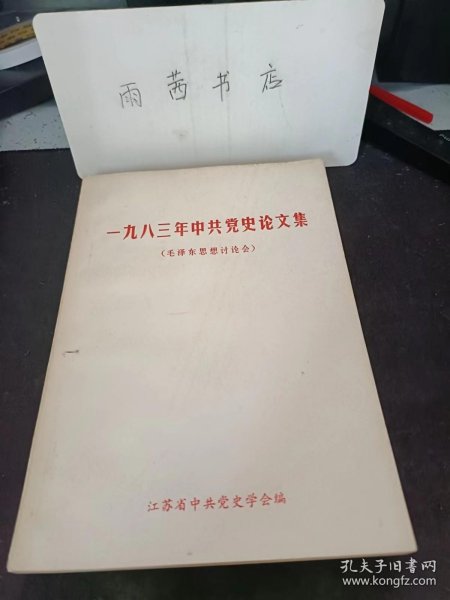 雨茜书店
一九八三年中共党史论文集
（毛泽东思想讨论会）
江苏省中共党史学会编
孔夫子旧书网
www.kongfz.com